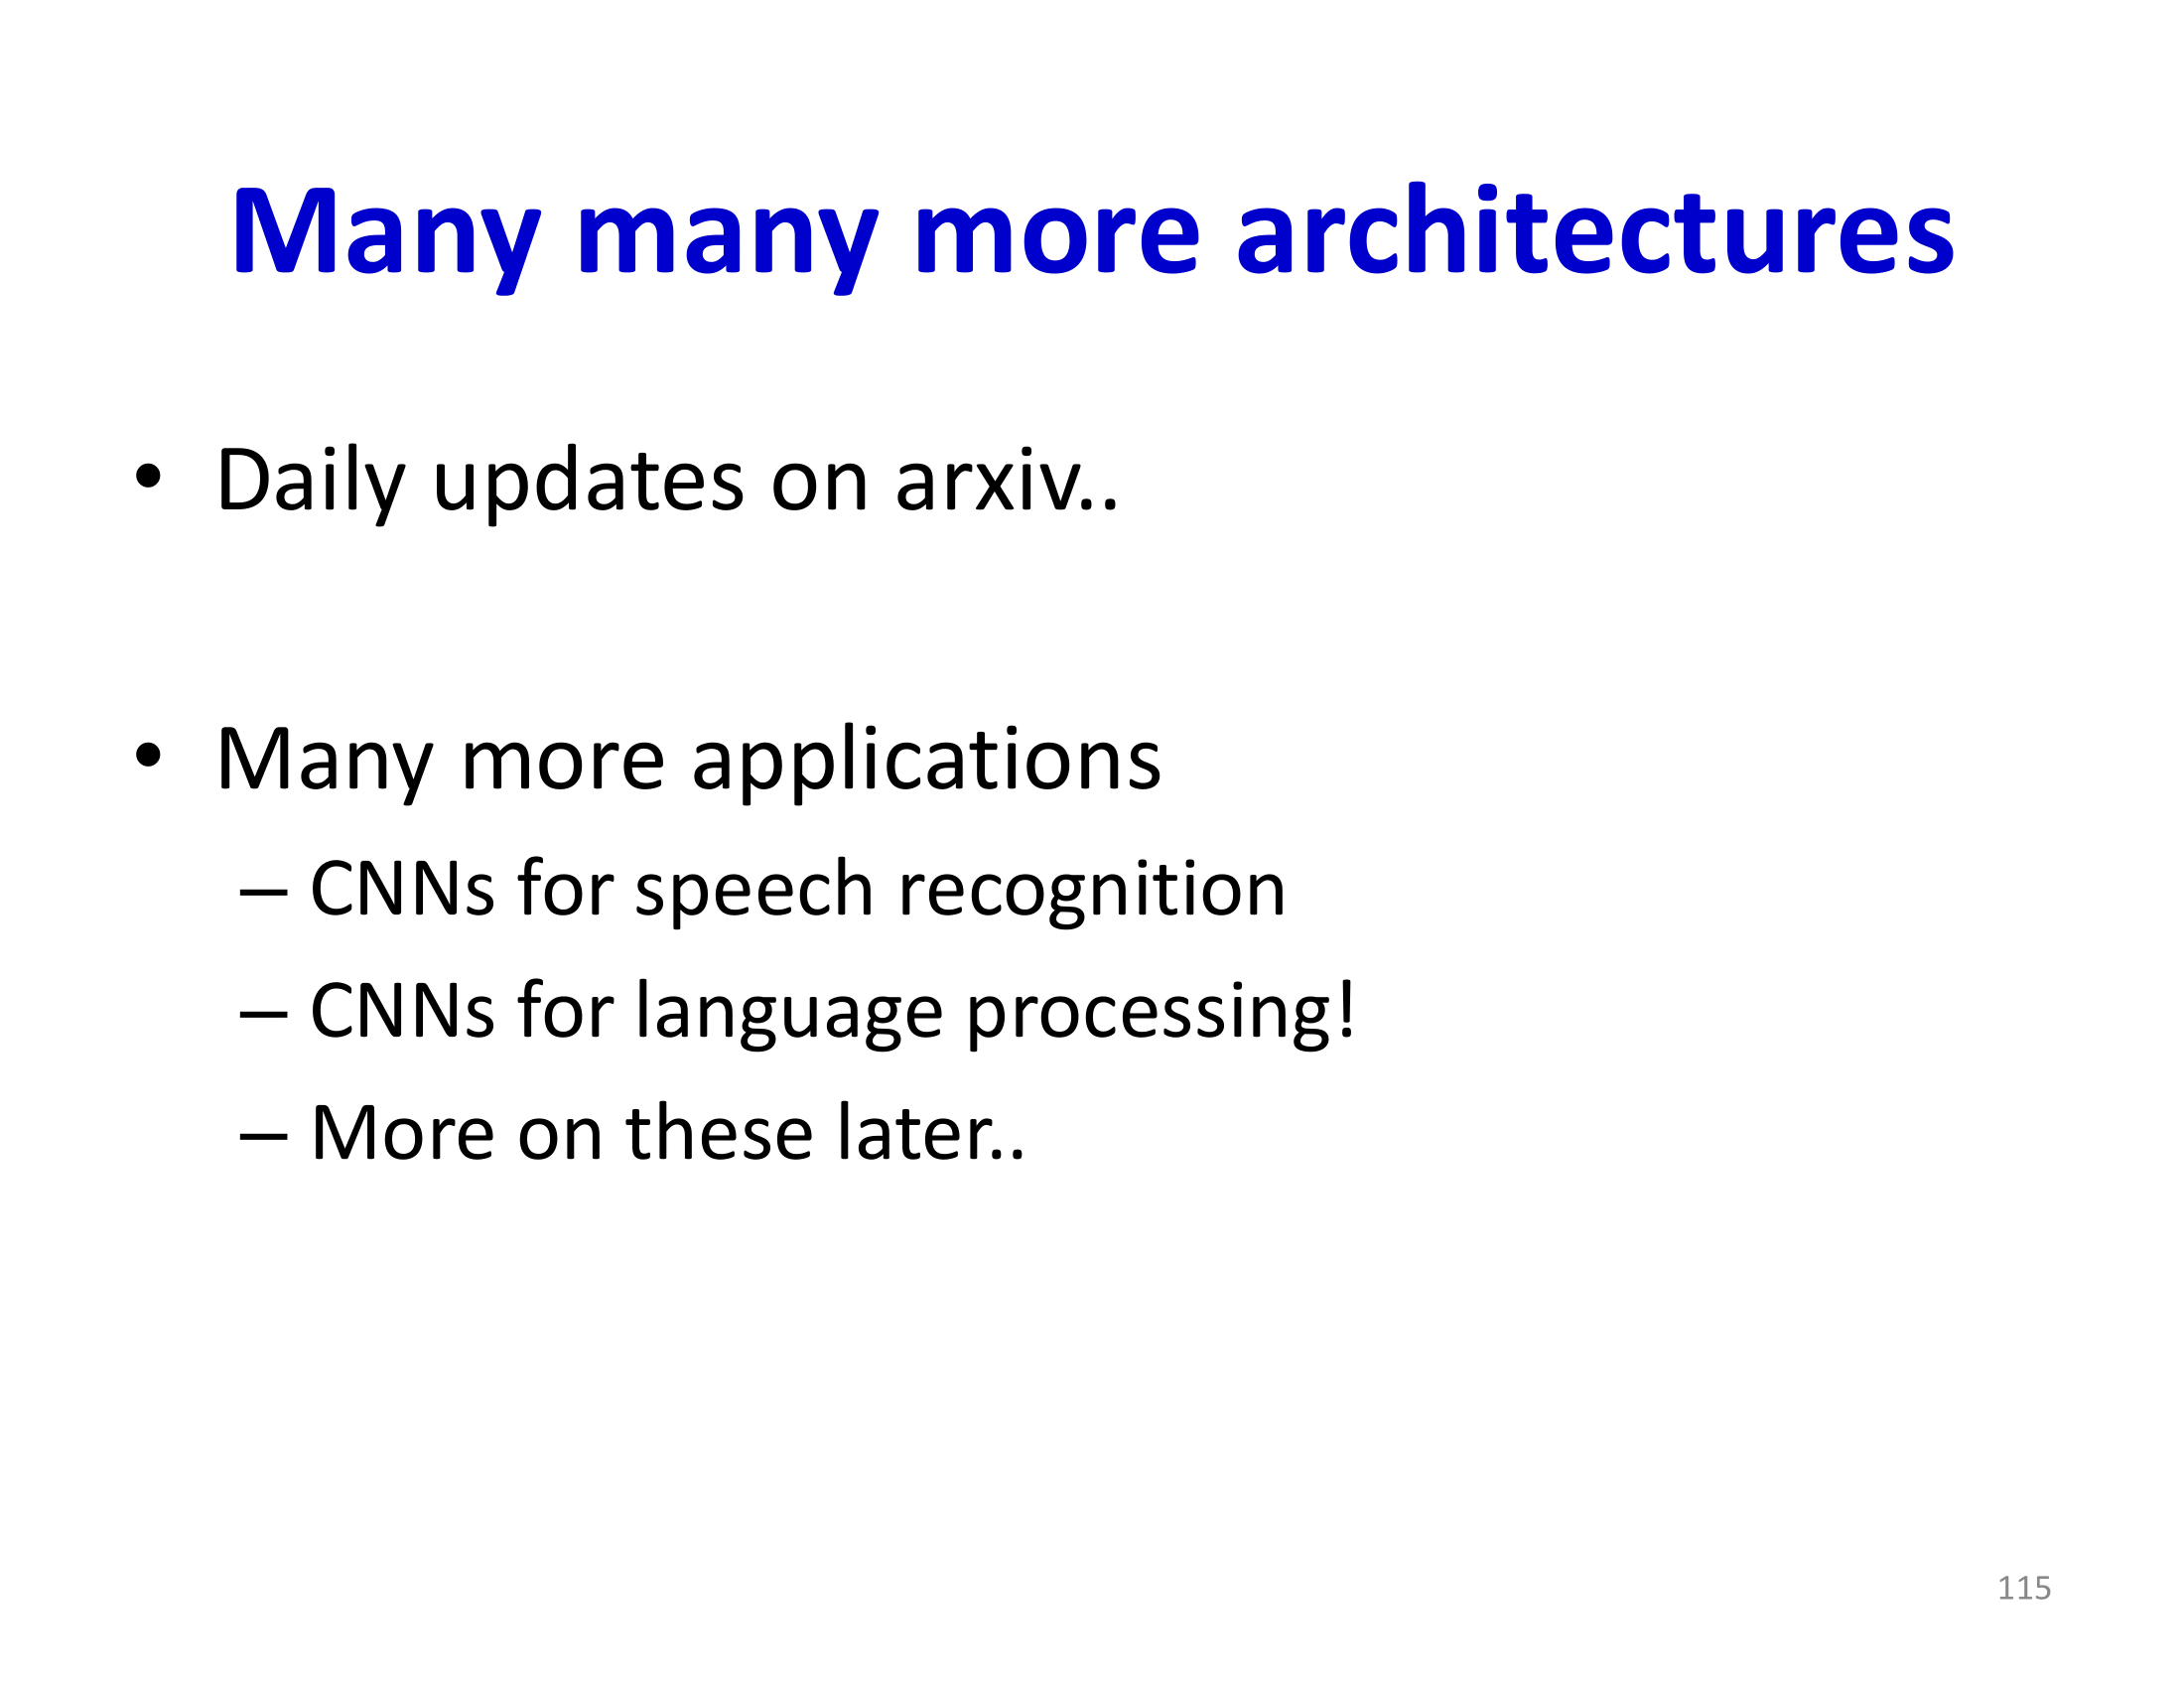 Many many more architectures
• Daily updates on arxiv..
• Many more applications
– CNNs for speech recognition
– CNNs for language processing!
– More on these later..
115